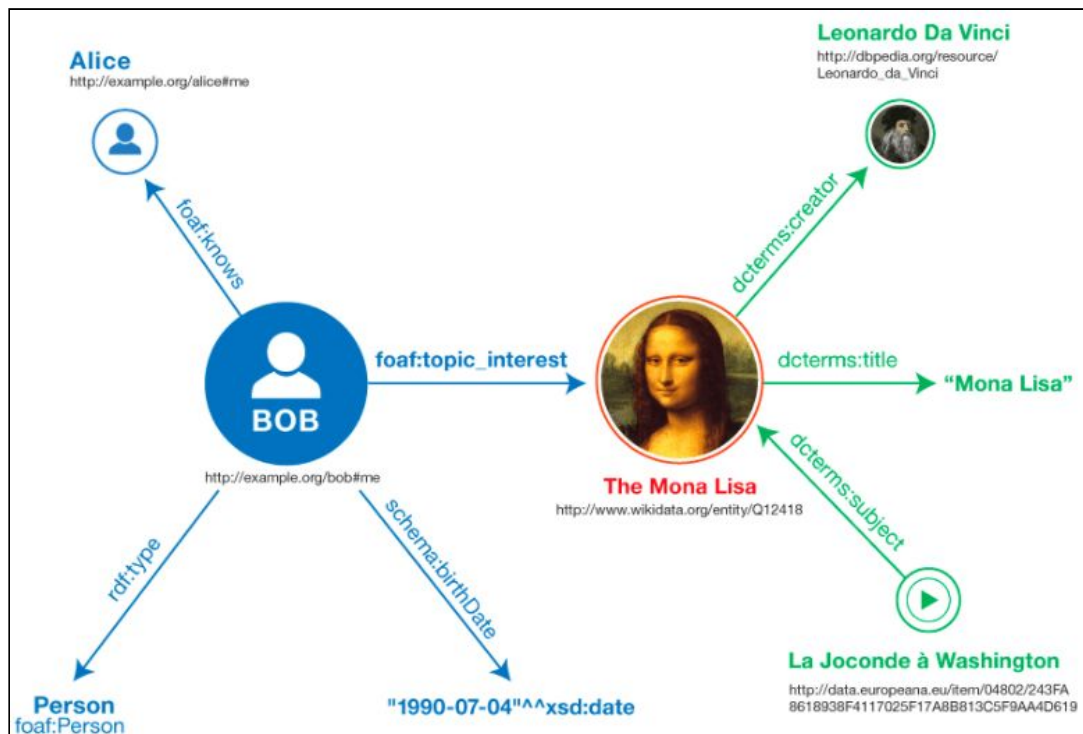 Alice
http://example.org/alice#me
foaf:knows
BOB
http://example.org/bob#me
rdf:type
Person
foaf:Person
schema:birthDate
"1990-07-04"^^xsd:date
foaf:topic_interest
The Mona Lisa
http://www.wikidata.org/entity/Q12418
Leonardo Da Vinci
http://dbpedia.org/resource/
Leonardo_da_Vinci
dcterms:creator
dcterms:title
“Mona Lisa”
dcterms:subject
La Joconde à Washington
http://data.europeana.eu/item/04802/243FA
8618938F4117025F17A8B813C5F9AA4D619